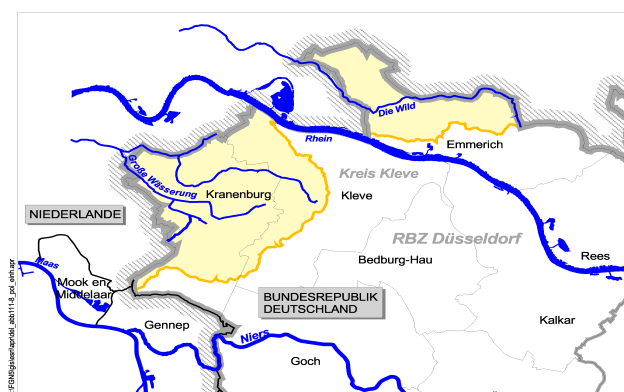 Die Wild
Rhein
Emmerich
Kreis Kleve
Große Wässerung
Kranenburg
Kleve
NIEDERLANDE
RBZ Düsseldorf
Bedburg-Hau
Rees
Maas
Mook en
Middelaar
BUNDESREPUBLIK
DEUTSCHLAND
Gennep
Niers
Kalkar
Goch